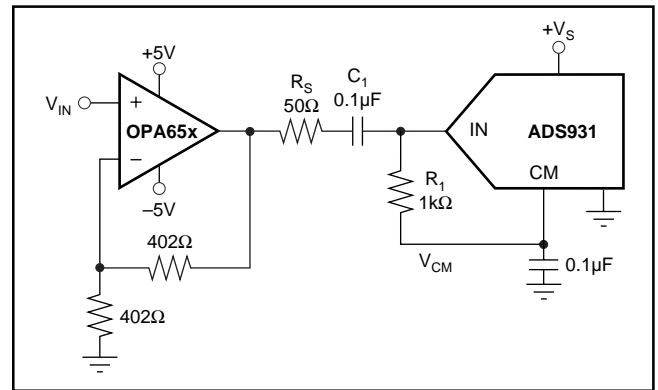 +5V
V_IN
+
OPA65x
–
–5V
402Ω
402Ω
R_S
50Ω
C_1
0.1µF
R_1
1kΩ
V_CM
+V_S
IN
ADS931
CM
0.1µF